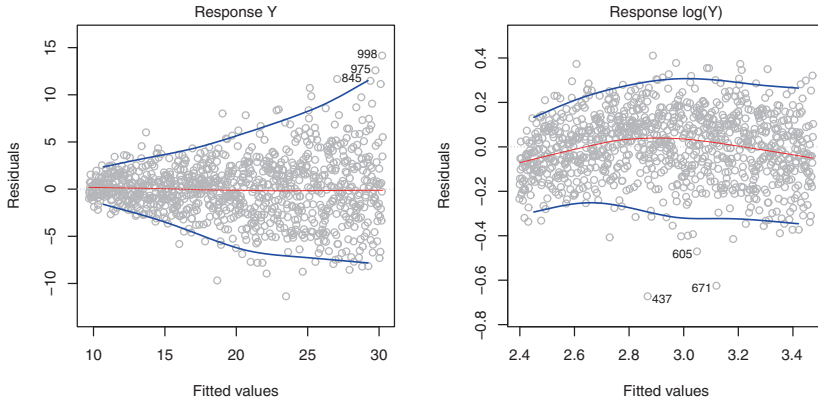 Response Y
998
975
845
15
10
5
0
−5
−10
Residuals
10 15 20 25 30
Fitted values
Response log(Y)
0.4
0.2
0.0
−0.2
−0.4
−0.6
−0.8
Residuals
605
671
437
2.4 2.6 2.8 3.0 3.2 3.4
Fitted values